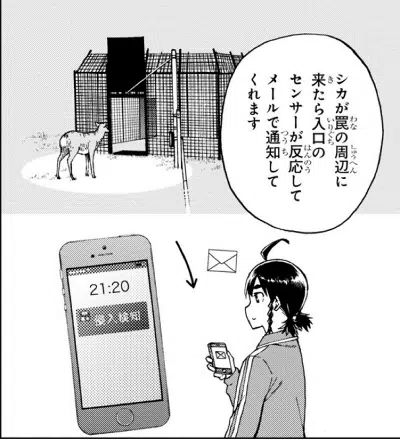 シカが罠の周辺に
来たら入口の
センサーが反応して
メールで通知して
くれます
21:20
侵入検知